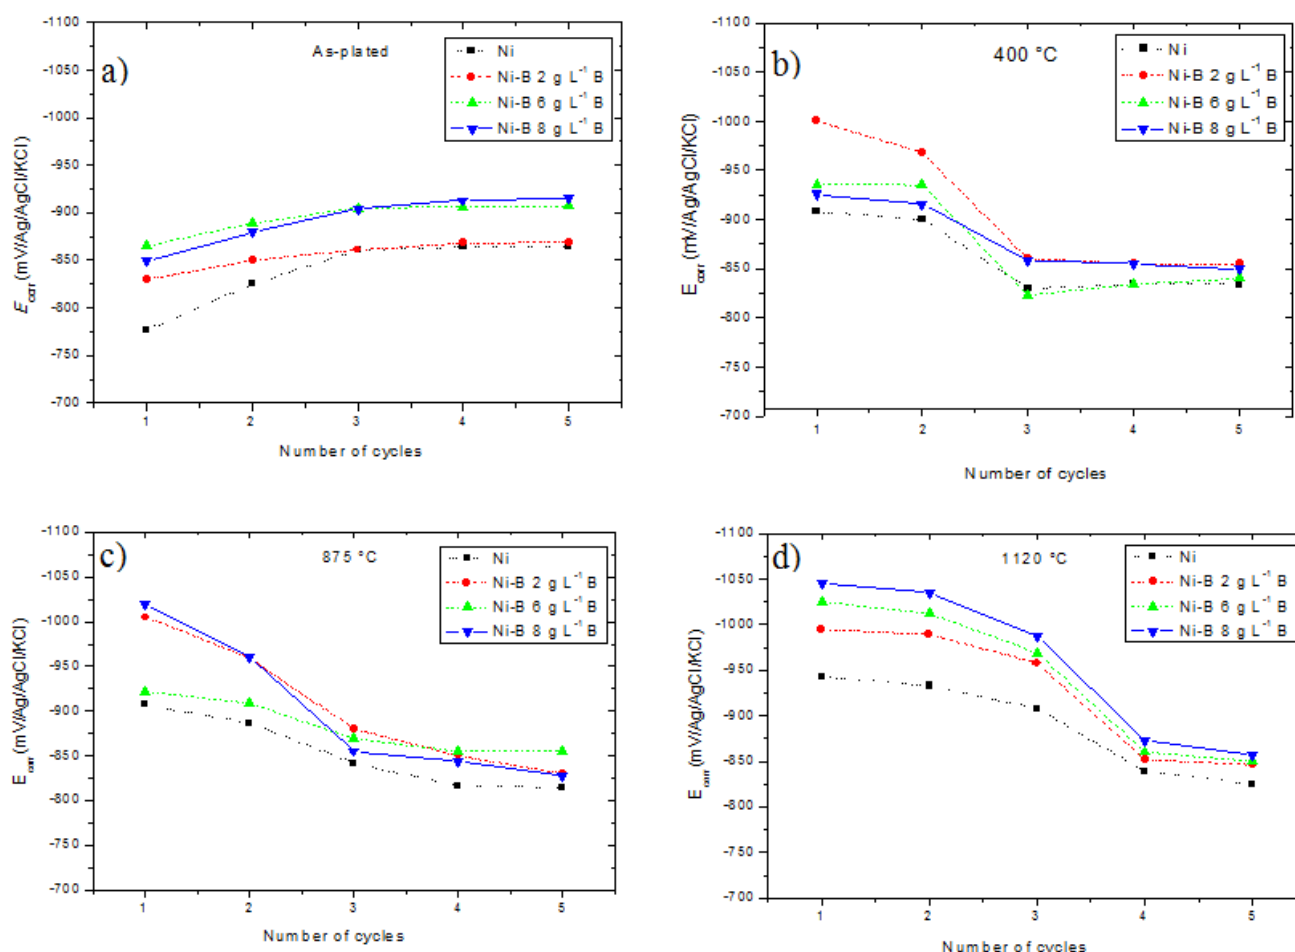 a)
As-plated
Ni
Ni-B 2 g L⁻¹ B
Ni-B 6 g L⁻¹ B
Ni-B 8 g L⁻¹ B
-1100
-1050
-1000
-950
-900
-850
-800
-750
-700
E corr (mV/Ag/AgCl/KCl)
1 2 3 4 5
Number of cycles
b)
400 °C
Ni
Ni-B 2 g L⁻¹ B
Ni-B 6 g L⁻¹ B
Ni-B 8 g L⁻¹ B
-1100
-1050
-1000
-950
-900
-850
-800
-750
-700
E corr (mV/Ag/AgCl/KCl)
1 2 3 4 5
Number of cycles
c)
875 °C
Ni
Ni-B 2 g L⁻¹ B
Ni-B 6 g L⁻¹ B
Ni-B 8 g L⁻¹ B
-1100
-1050
-1000
-950
-900
-850
-800
-750
-700
E corr (mV/Ag/AgCl/KCl)
1 2 3 4 5
Number of cycles
d)
1120 °C
Ni
Ni-B 2 g L⁻¹ B
Ni-B 6 g L⁻¹ B
Ni-B 8 g L⁻¹ B
-1100
-1050
-1000
-950
-900
-850
-800
-750
-700
E corr (mV/Ag/AgCl/KCl)
1 2 3 4 5
Number of cycles